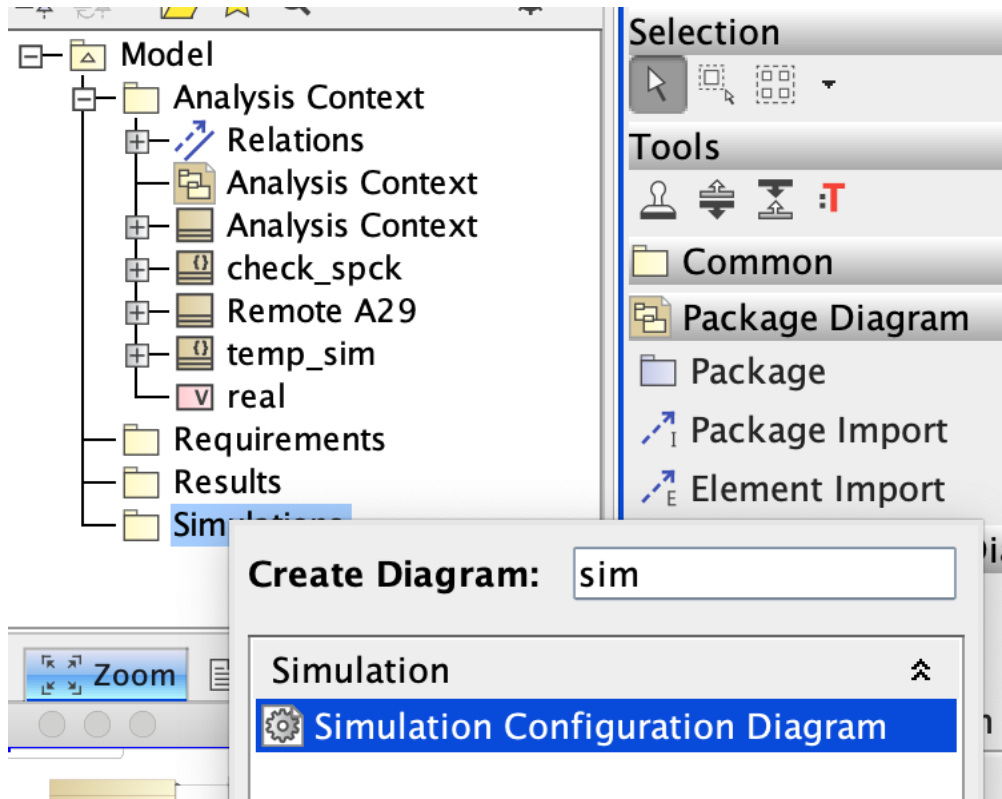 Model
Analysis Context
Relations
Analysis Context
Analysis Context
check_spck
Remote A29
temp_sim
V real
Requirements
Results
Selection
Tools
:T
Common
Package Diagram
Package
I Package Import
E Element Import
Create Diagram: sim
Simulation
Simulation Configuration Diagram
Zoom